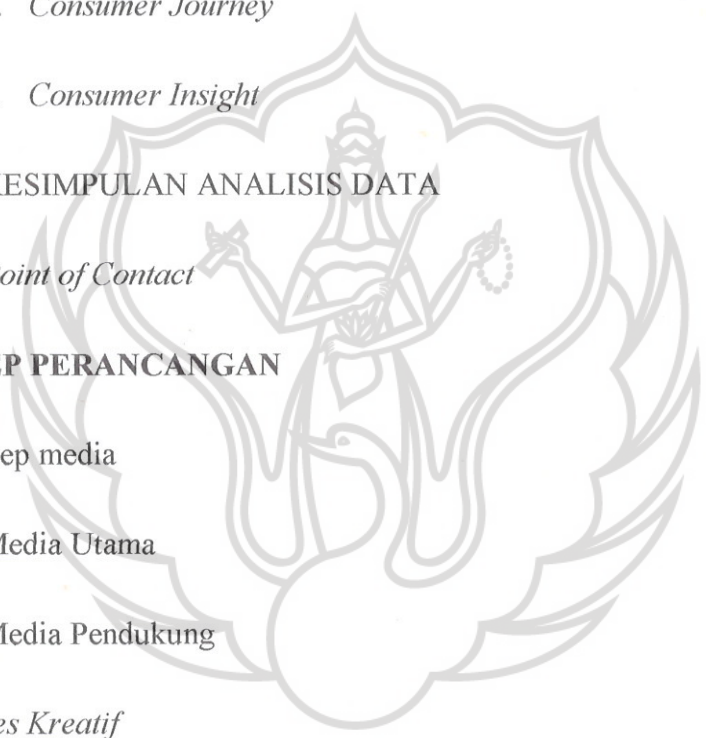 Consumer Journey
Consumer Insight
ESIMPULAN ANALISIS DATA
oint of Contact
EP PERANCANGAN
ep media
Media Utama
Media Pendukung
es Kreatif